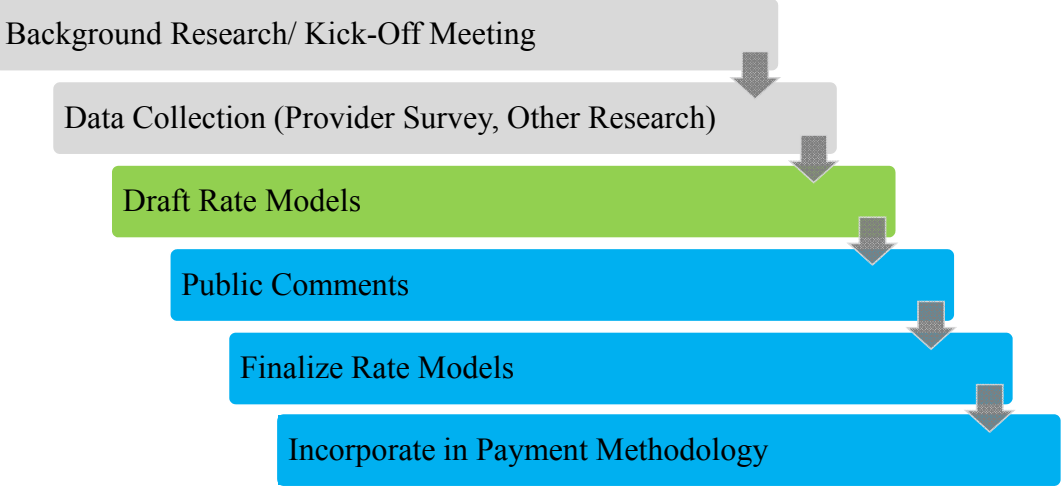 Background Research/ Kick-Off Meeting
Data Collection (Provider Survey, Other Research)
Draft Rate Models
Public Comments
Finalize Rate Models
Incorporate in Payment Methodology